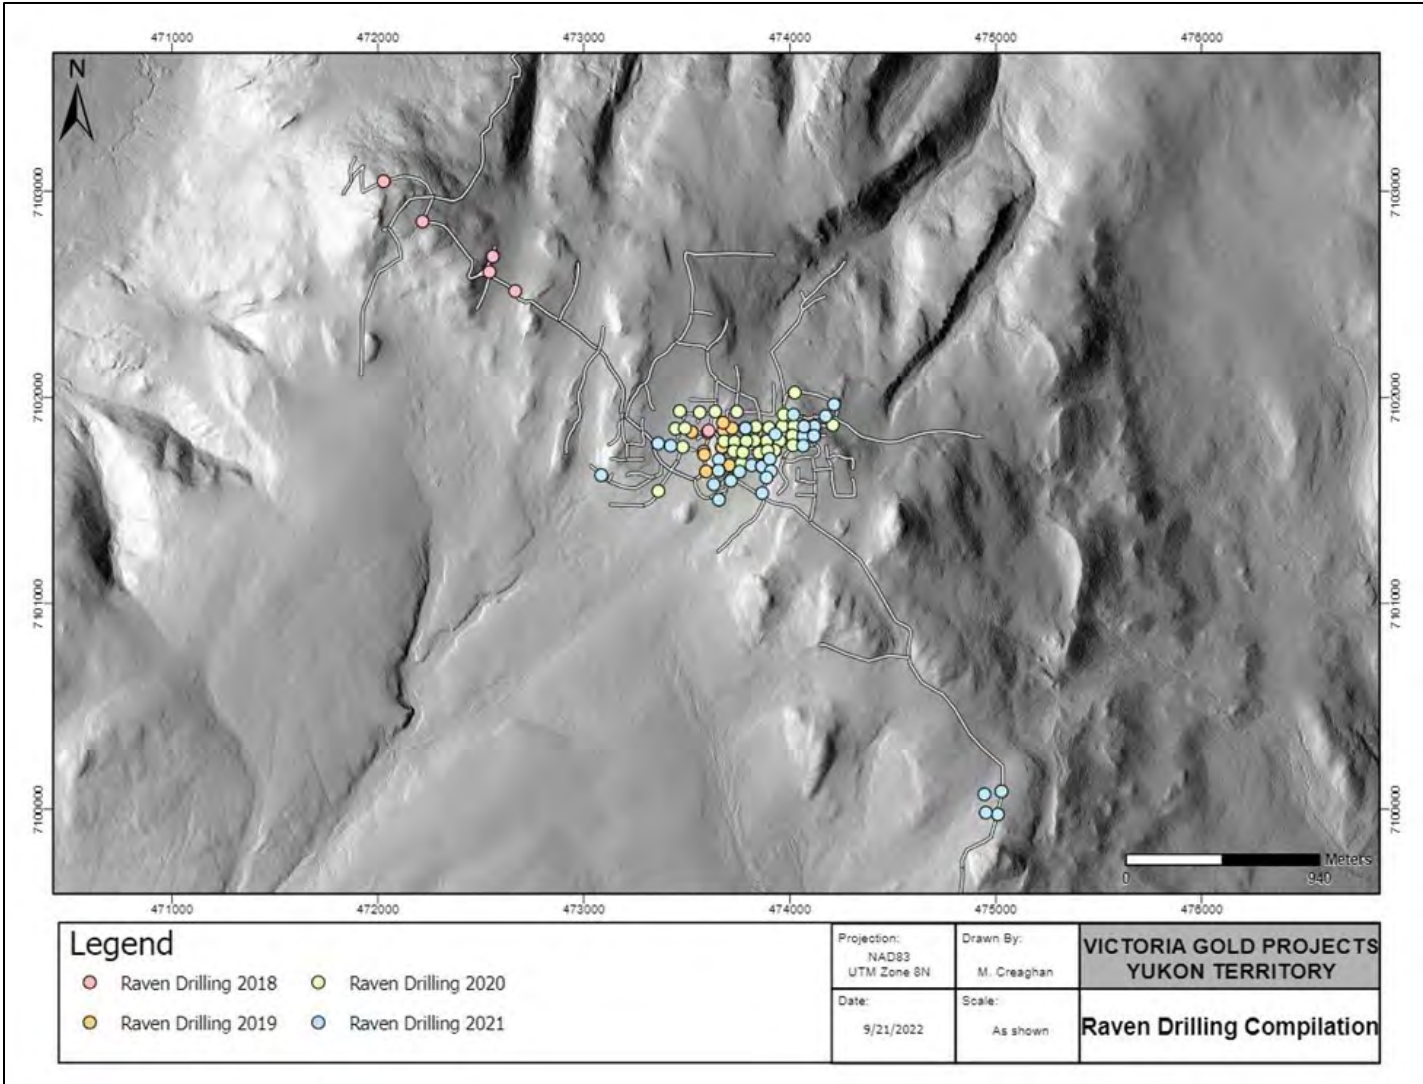 471000 472000 473000 474000 475000 476000
N
7103000 7103000
7102000 7102000
7101000 7101000
7100000 7100000
Meters
0 940
471000 472000 473000 474000 475000 476000
Legend
Raven Drilling 2018 Raven Drilling 2020
Raven Drilling 2019 Raven Drilling 2021
Projection:
NAD83
UTM Zone 8N
Drawn By:
M. Creaghan
VICTORIA GOLD PROJECTS
YUKON TERRITORY
Date:
9/21/2022
Scale:
As shown
Raven Drilling Compilation